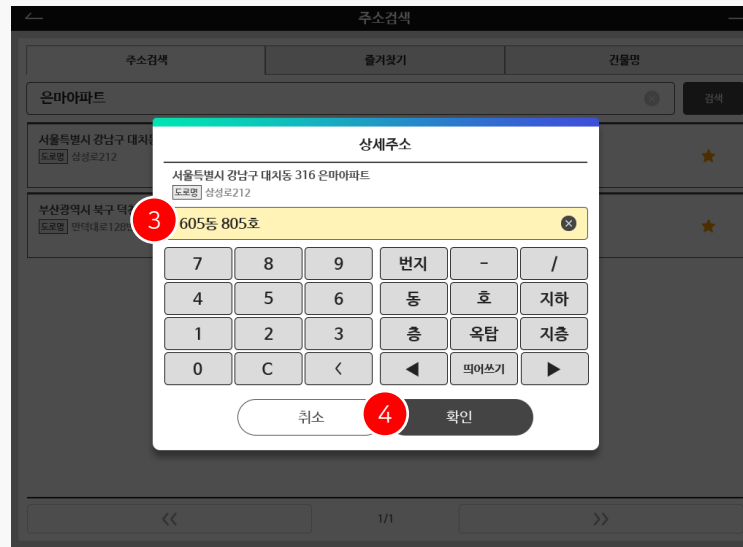 주소검색
주소검색 즐겨찾기 건물명
은마아파트 검색
서울특별시 강남구 대치동
도로명 삼성로212
부산광역시 북구
도로명
상세주소
서울특별시 강남구 대치동 316 은마아파트
도로명 삼성로212
3 605동 805호
7 8 9 번지 - /
4 5 6 동 호 지하
1 2 3 층 옥탑 지층
0 C < ◀ 띄어쓰기 ▶
취소 4 확인
<< 1/1 >>